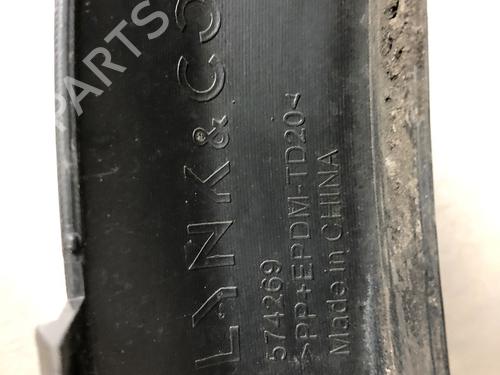 PARTS
LYNK & CO
574269
>PP+EPDM-TD20<
Made in CHINA